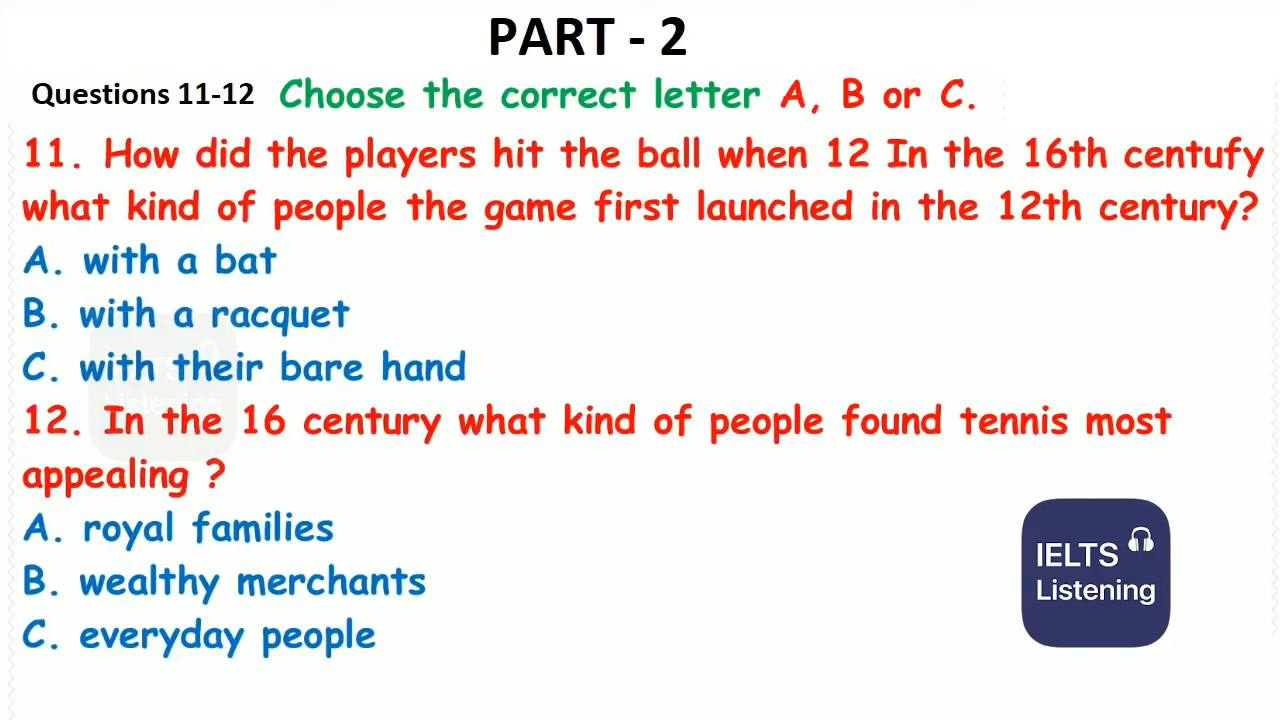 PART - 2
Questions 11-12 Choose the correct letter A, B or C.
11. How did the players hit the ball when 12 In the 16th centufy
what kind of people the game first launched in the 12th century?
A. with a bat
B. with a racquet
C. with their bare hand
12. In the 16 century what kind of people found tennis most
appealing ?
A. royal families
B. wealthy merchants
C. everyday people
IELTS
Listening
IELTS
Listening